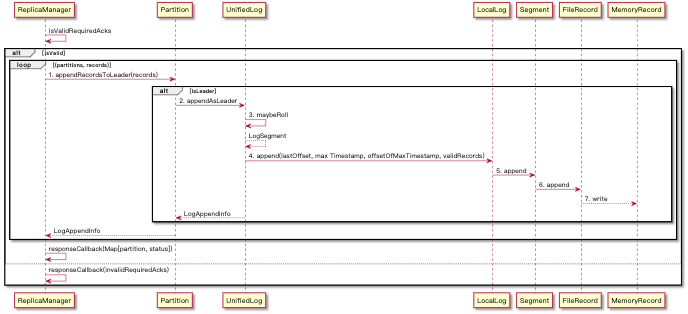 ReplicaManager Partition UnifiedLog LocalLog Segment FileRecord MemoryRecord
isValidRequiredAcks
alt [isValid]
loop [(partitions, records)]
1. appendRecordsToLeader(records)
alt [isLeader]
2. appendAsLeader
3. maybeRoll
LogSegment
4. append(lastOffset, max Timestamp, offsetOfMaxTimestamp, validRecords)
5. append
6. append
7. write
LogAppendInfo
LogAppendInfo
responseCallback(Map[partition, status])
responseCallback(invalidRequiredAcks)
ReplicaManager Partition UnifiedLog LocalLog Segment FileRecord MemoryRecord